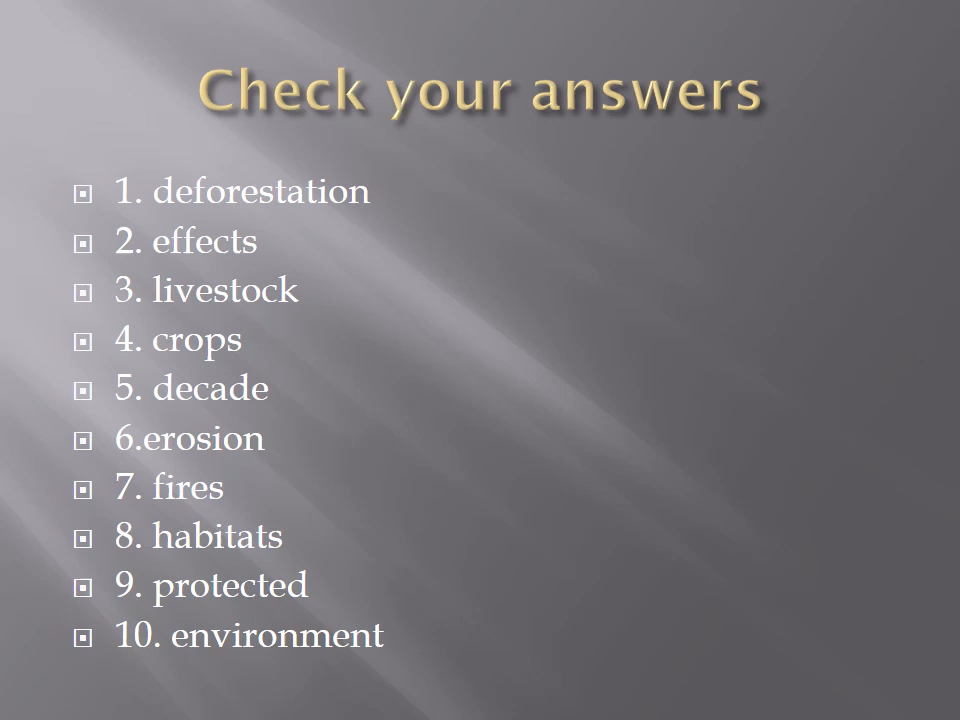 Check your answers
1. deforestation
2. effects
3. livestock
4. crops
5. decade
6.erosion
7. fires
8. habitats
9. protected
10. environment